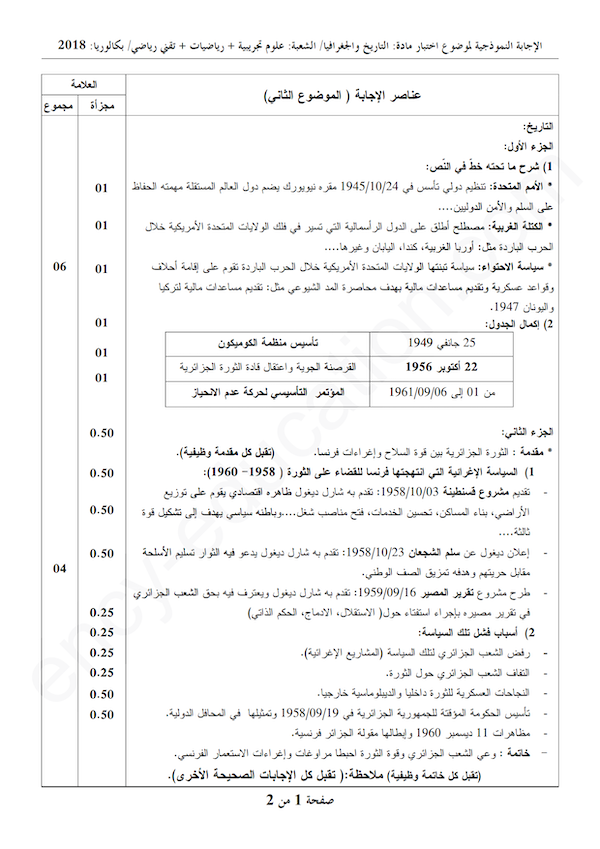 الإجابة النموذجية لموضوع اختبار مادة: التاريخ والجغرافيا/ الشعبة: علوم تجريبية + رياضيات + تقني رياضي/ بكالوريا: 2018
عناصر الإجابة ( الموضوع الثاني)
العلامة
مجزأة
مجموع
التاريخ:
الجزء الأول:
1) شرح ما تحته خطّ في النّص:
* الأمم المتحدة: تنظيم دولي تأسس في 1945/10/24 مقره نيويورك يضم دول العالم المستقلة مهمته الحفاظ
01
على السلم والأمن الدوليين....
* الكتلة الغربية: مصطلح أطلق على الدول الرأسمالية التي تسير في فلك الولايات المتحدة الأمريكية خلال
01
الحرب الباردة مثل: أوربا الغربية، كندا، اليابان وغيرها....
* سياسة الاحتواء: سياسة تبنتها الولايات المتحدة الأمريكية خلال الحرب الباردة تقوم على إقامة أحلاف
01
06
وقواعد عسكرية وتقديم مساعدات مالية بهدف محاصرة المد الشيوعي مثل: تقديم مساعدات مالية لتركيا
واليونان 1947.
2) إكمال الجدول:
01
25 جانفي 1949
تأسيس منظمة الكوميكون
01
22 أكتوبر 1956
القرصنة الجوية واعتقال قادة الثورة الجزائرية
01
من 01 إلى 1961/09/06
المؤتمر التأسيسي لحركة عدم الانحياز
الجزء الثاني:
0.50
* مقدمة : الثورة الجزائرية بين قوة السلاح وإغراءات فرنسا. (تقبل كل مقدمة وظيفية).
1) السياسة الإغرائية التي انتهجتها فرنسا للقضاء على الثورة ( 1958– 1960):
0.50
- تقديم مشروع قسنطينة 1958/10/03: تقدم به شارل ديغول ظاهره اقتصادي يقوم على توزيع
الأراضي، بناء المساكن، تحسين الخدمات، فتح مناصب شغل....وباطنه سياسي يهدف إلى تشكيل قوة
0.50
ثالثة....
- إعلان ديغول عن سلم الشجعان 1958/10/23: تقدم به شارل ديغول يدعو فيه الثوار تسليم الأسلحة
0.50
مقابل حريتهم وهدفه تمزيق الصف الوطني.
04
- طرح مشروع تقرير المصير 1959/09/16: تقدم به شارل ديغول ويعترف فيه بحق الشعب الجزائري
في تقرير مصيره بإجراء استفتاء حول( الاستقلال، الادماج، الحكم الذاتي)
0.25
2) أسباب فشل تلك السياسة:
0.25
- رفض الشعب الجزائري لتلك السياسة (المشاريع الإغرائية).
0.25
- التفاف الشعب الجزائري حول الثورة.
0.25
- النجاحات العسكرية للثورة داخليا والديبلوماسية خارجيا.
0.50
- تأسيس الحكومة المؤقتة للجمهورية الجزائرية في 1958/09/19 وتمثيلها في المحافل الدولية.
0.50
- مظاهرات 11 ديسمبر 1960 وإبطالها مقولة الجزائر فرنسية.
– خاتمة : وعي الشعب الجزائري وقوة الثورة احبطا مراوغات وإغراءات الاستعمار الفرنسي.
(تقبل كل خاتمة وظيفية) ملاحظة:( تقبل كل الإجابات الصحيحة الأخرى).
صفحة 1 من 2